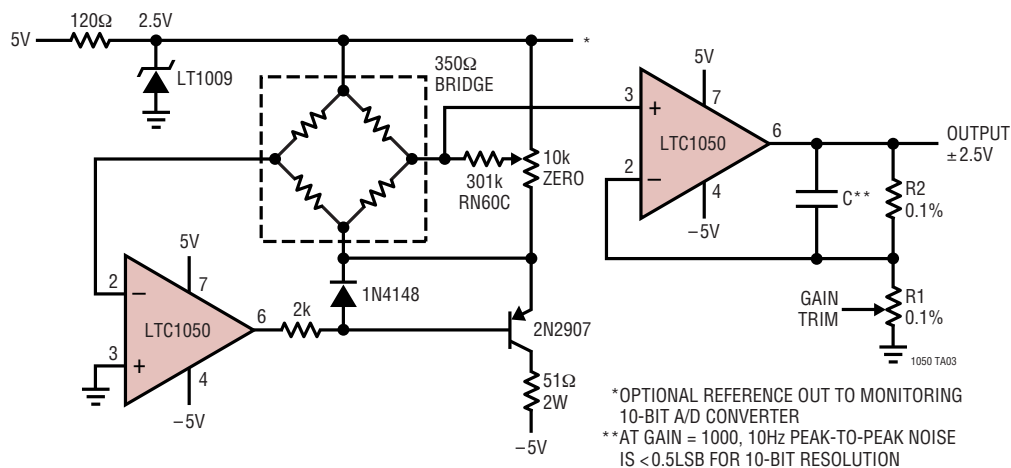 5V
120Ω
2.5V
*
LT1009
350Ω
BRIDGE
301k
RN60C
10k
ZERO
5V
3
+
7
LTC1050
6
2
−
4
−5V
OUTPUT
±2.5V
C**
R2
0.1%
GAIN
TRIM
R1
0.1%
1050 TA03
5V
2
−
7
LTC1050
6
3
+
4
−5V
2k
1N4148
2N2907
51Ω
2W
−5V
*OPTIONAL REFERENCE OUT TO MONITORING
10-BIT A/D CONVERTER
**AT GAIN = 1000, 10Hz PEAK-TO-PEAK NOISE
IS <0.5LSB FOR 10-BIT RESOLUTION